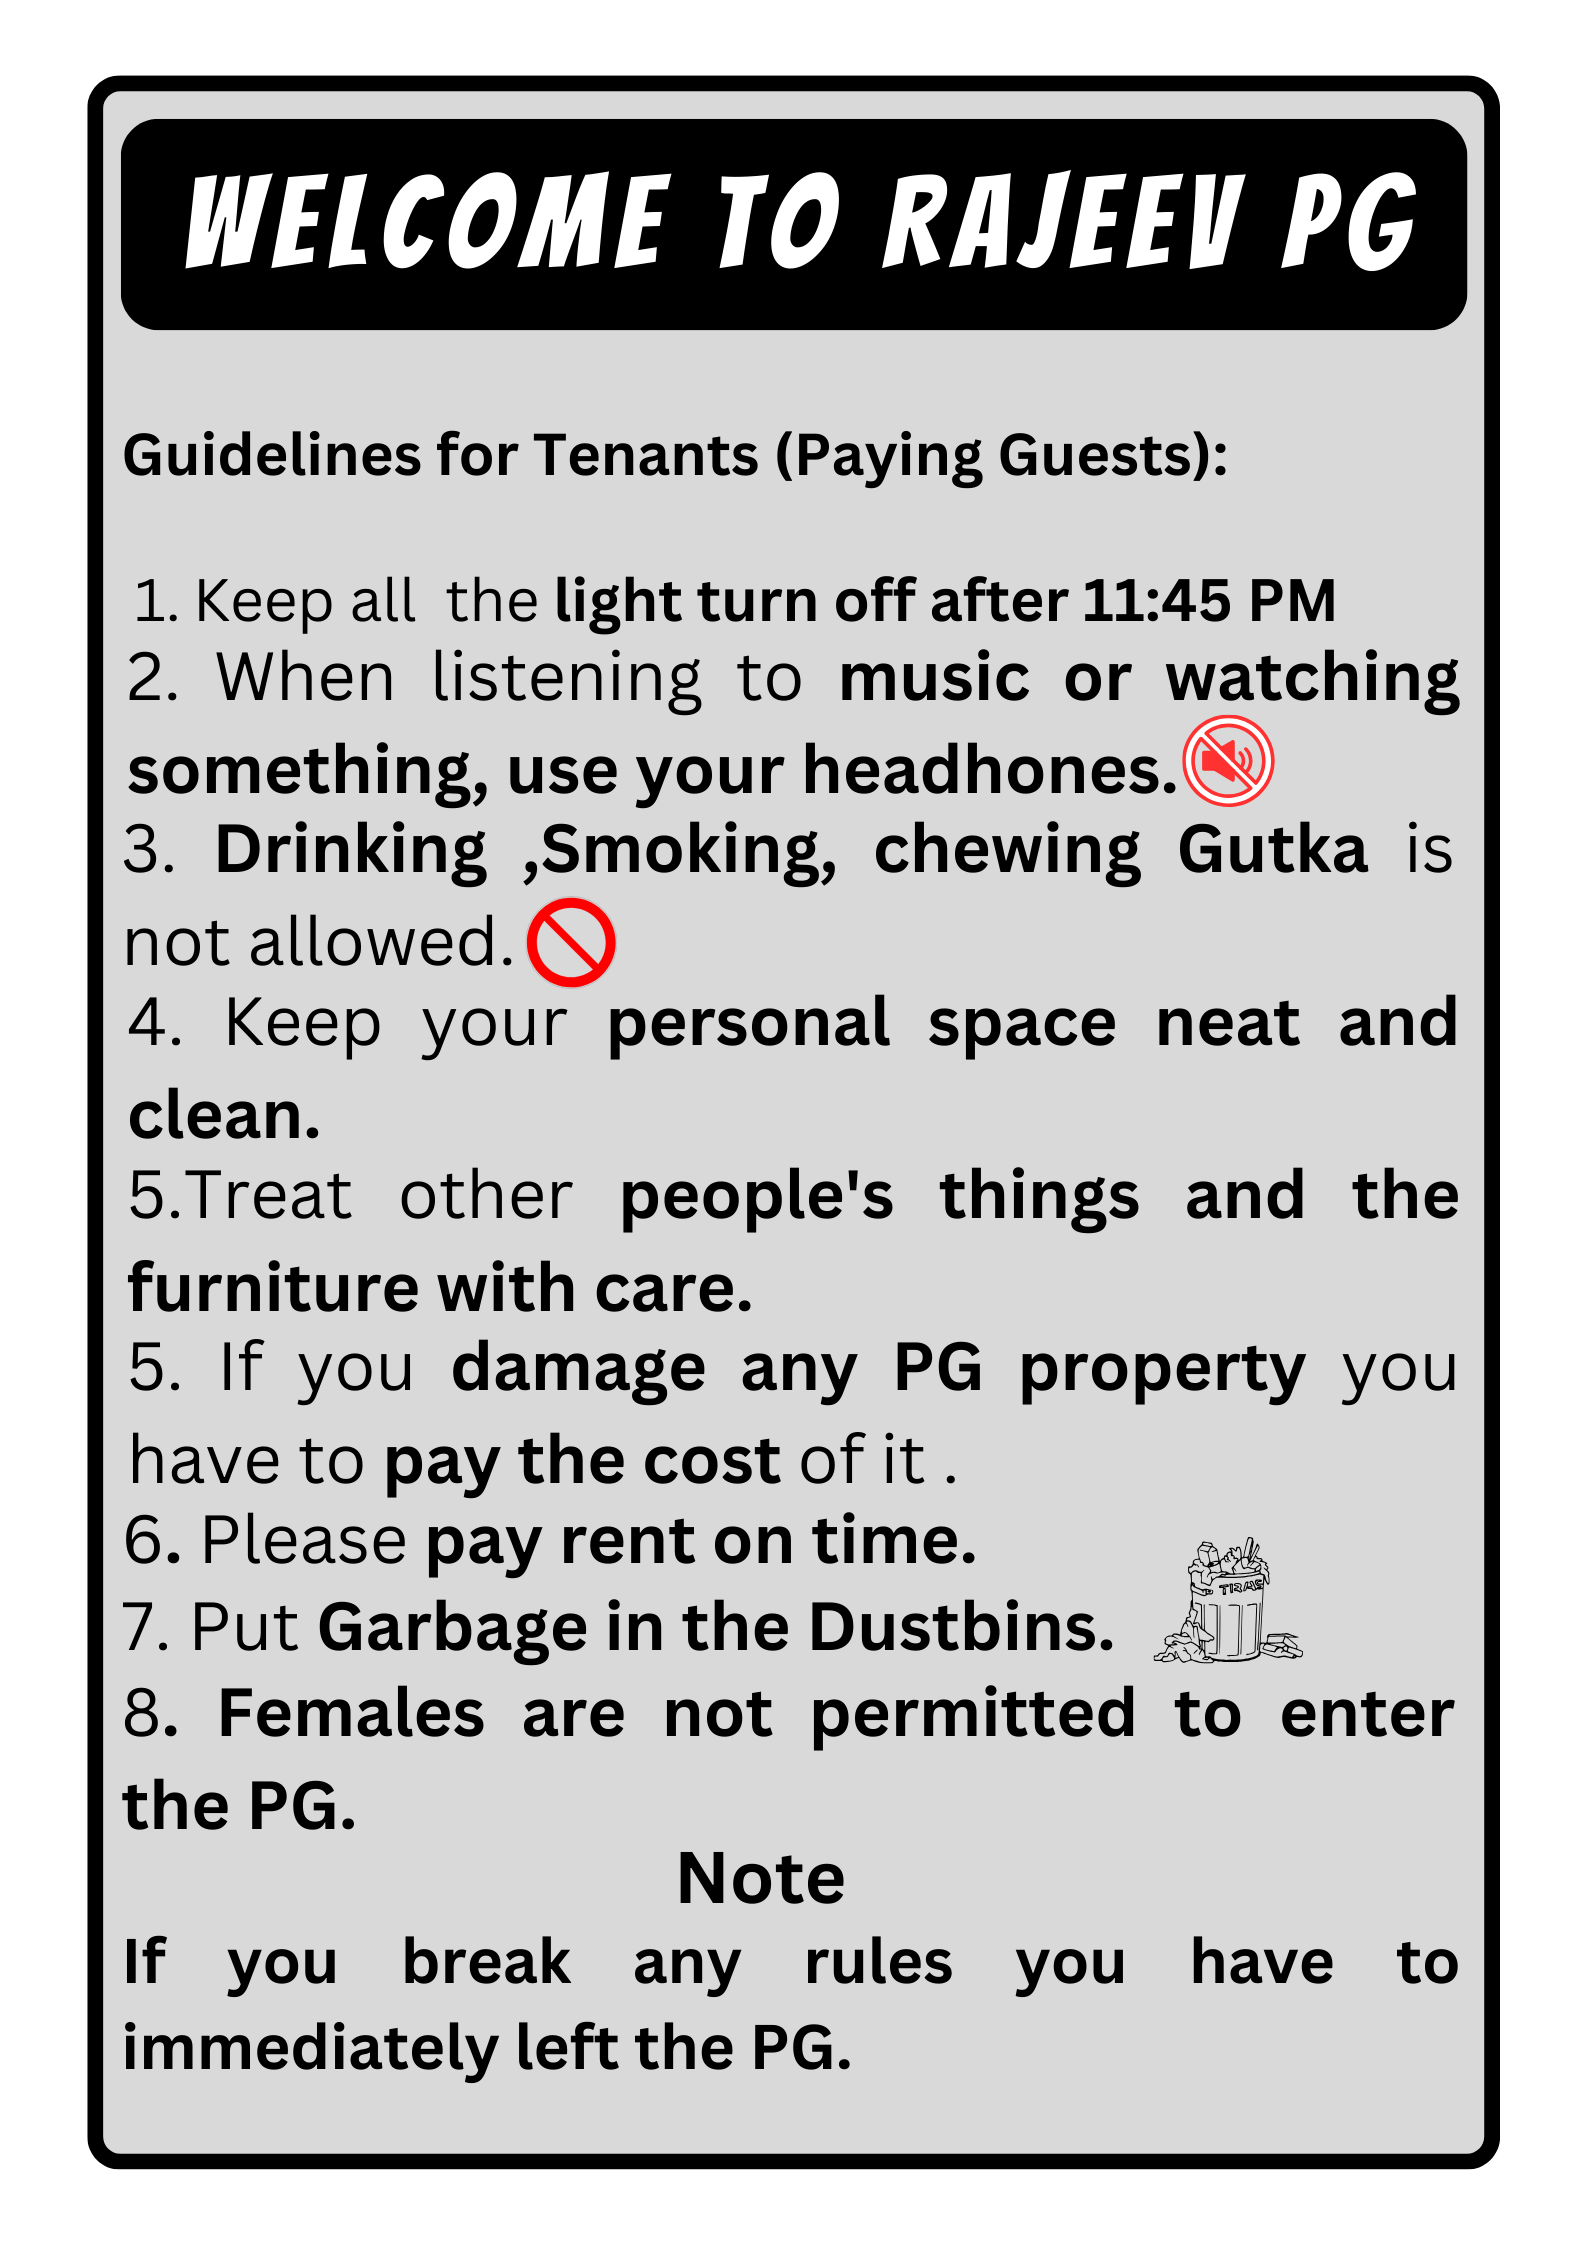 WELCOME TO RAJEEV PG
Guidelines for Tenants (Paying Guests):
1. Keep all the light turn off after 11:45 PM
2. When listening to music or watching
something, use your headhones.
3. Drinking ,Smoking, chewing Gutka is
not allowed.
4. Keep your personal space neat and
clean.
5.Treat other people's things and the
furniture with care.
5. If you damage any PG property you
have to pay the cost of it .
6. Please pay rent on time.
7. Put Garbage in the Dustbins.
8. Females are not permitted to enter
the PG.
Note
If you break any rules you have to
immediately left the PG.